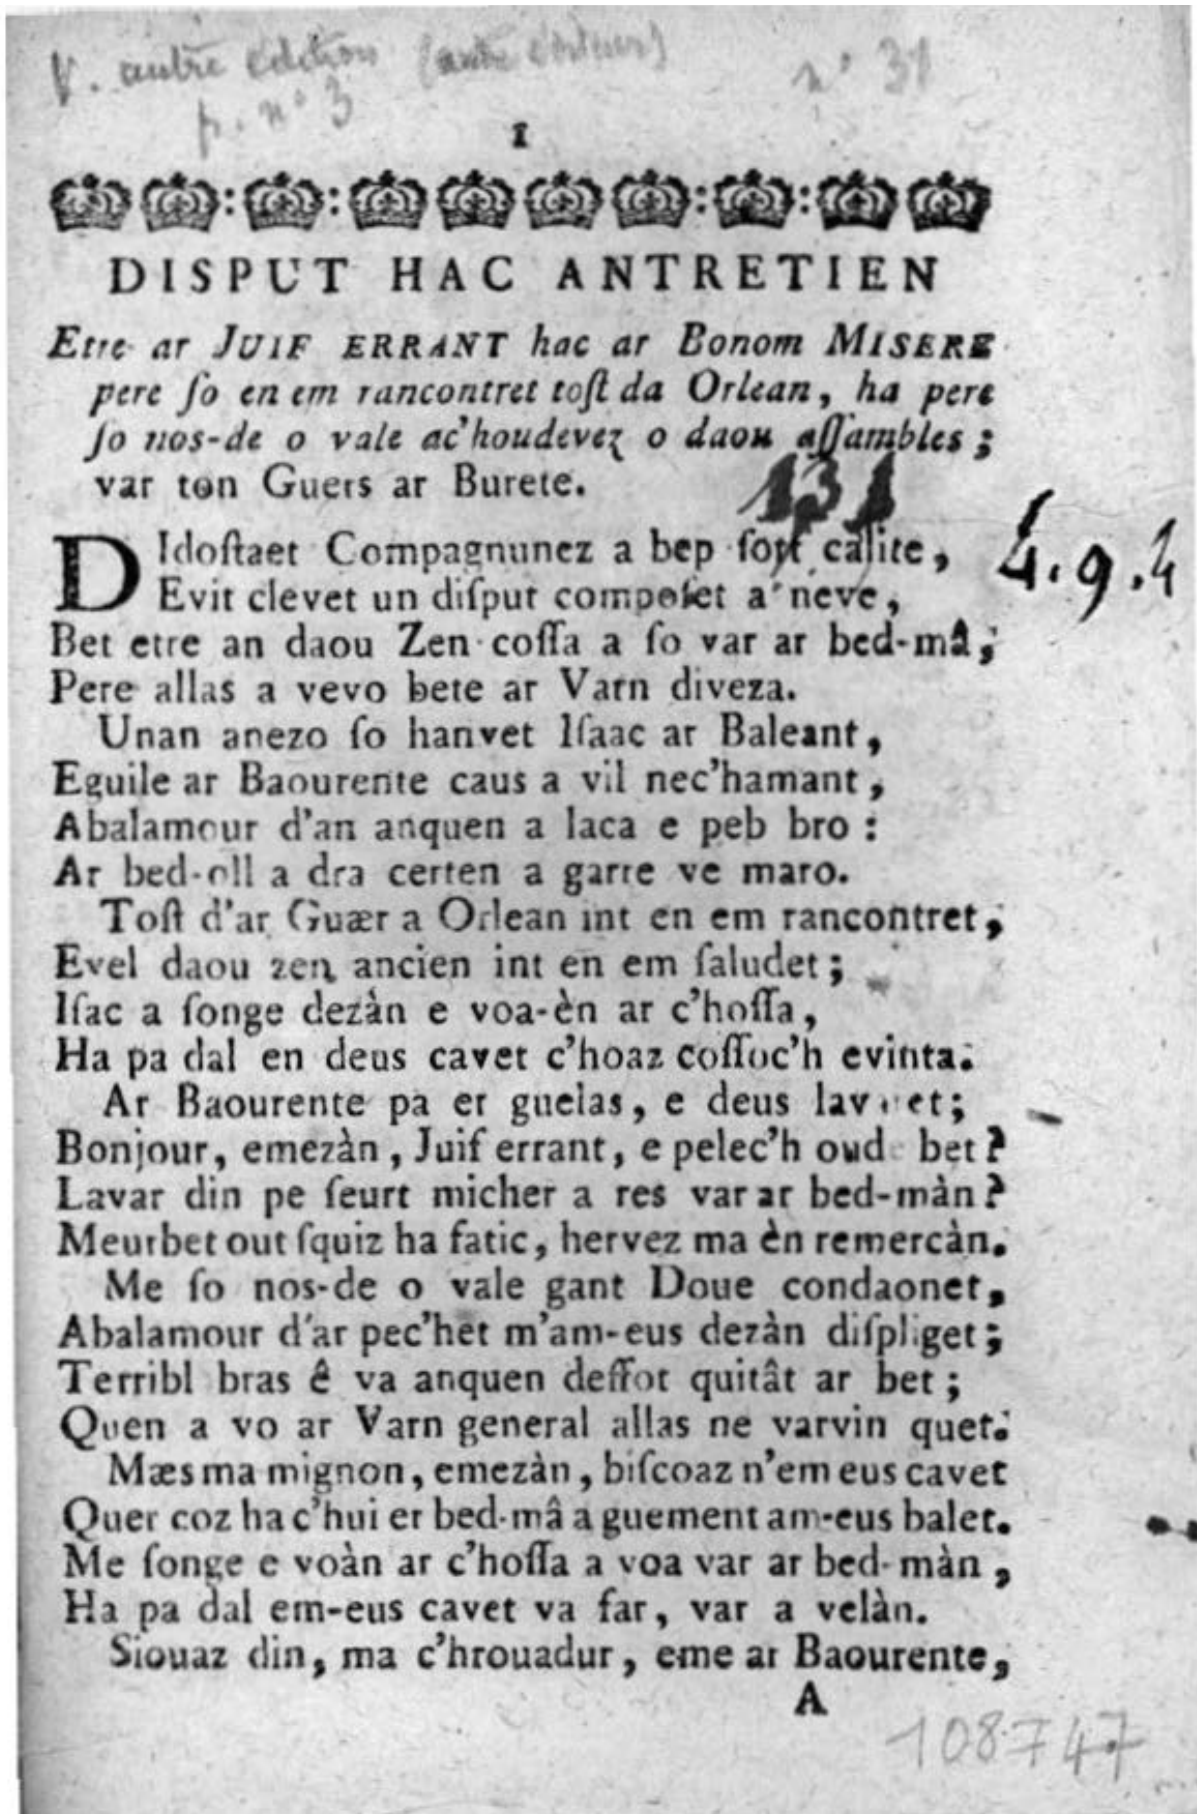 V. autre edition (autre editeur) n° 31
p. n° 3
1
DISPUT HAC ANTRETIEN
Etre ar JUIF ERRANT hac ar Bonom MISERE
pere ſo en em rancontret toſt da Orlean, ha pere
ſo nos-de o vale ac'houdevez o daou aſſambles;
var ton Guers ar Burete.
131
DIdoſtaet Compagnunez a bep ſort calite,
4.9.4
Evit clevet un diſput compoſet a neve,
Bet etre an daou Zen coſſa a ſo var ar bed-mâ,
Pere allas a vevo bete ar Varn diveza.
Unan anezo ſo hanvet Iſaac ar Baleant,
Eguile ar Baourente caus a vil nec'hamant,
Abalamour d'an anquen a laca e peb bro:
Ar bed-oll a dra certen a garre ve maro.
Toſt d'ar Guær a Orlean int en em rancontret,
Evel daou zen ancien int en em ſaludet;
Iſac a ſonge dezàn e voa-èn ar c'hoſſa,
Ha pa dal en deus cavet c'hoaz coſſoc'h evinta.
Ar Baourente pa er guelas, e deus lavaret;
Bonjour, emezàn, Juif errant, e pelec'h oud bet?
Lavar din pe ſeurt micher a res var ar bed-màn?
Meurbet out ſquiz ha fatic, hervez ma èn remercàn.
Me ſo nos-de o vale gant Doue condaonet,
Abalamour d'ar pec'het m'am-eus dezàn diſpliget;
Terribl bras ê va anquen deffot quitât ar bet;
Quen a vo ar Varn general allas ne varvin quet.
Mæs ma mignon, emezàn, biſcoaz n'em eus cavet
Quer coz ha c'hui er bed-mâ a guement am-eus balet.
Me ſonge e voàn ar c'hoſſa a voa var ar bed-màn,
Ha pa dal em-eus cavet va far, var a velàn.
Siouaz din, ma c'hrouadur, eme ar Baourente,
A
108747